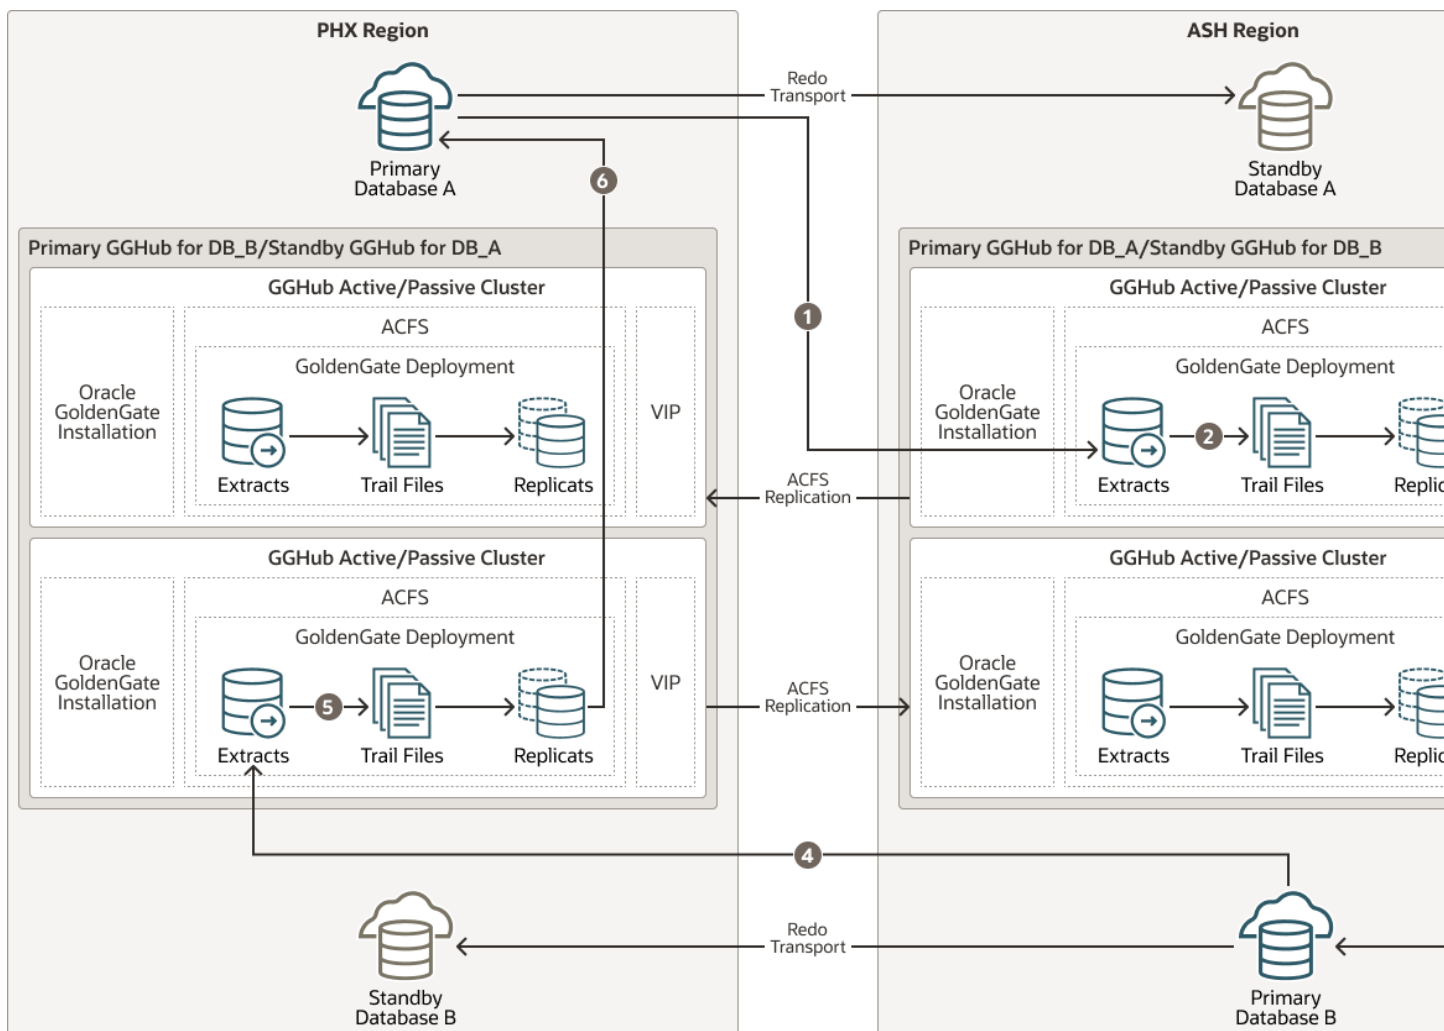 PHX Region
ASH Region
Redo
Transport
Primary
Database A
Standby
Database A
6
Primary GGHub for DB_B/Standby GGHub for DB_A
Primary GGHub for DB_A/Standby GGHub for DB_B
GGHub Active/Passive Cluster
ACFS
GoldenGate Deployment
Oracle
GoldenGate
Installation
Extracts
Trail Files
Replicats
VIP
1
GGHub Active/Passive Cluster
ACFS
GoldenGate Deployment
Oracle
GoldenGate
Installation
2
Extracts
Trail Files
Replic
ACFS
Replication
GGHub Active/Passive Cluster
ACFS
GoldenGate Deployment
Oracle
GoldenGate
Installation
5
Extracts
Trail Files
Replicats
VIP
ACFS
Replication
GGHub Active/Passive Cluster
ACFS
GoldenGate Deployment
Oracle
GoldenGate
Installation
Extracts
Trail Files
Replic
4
Redo
Transport
Standby
Database B
Primary
Database B